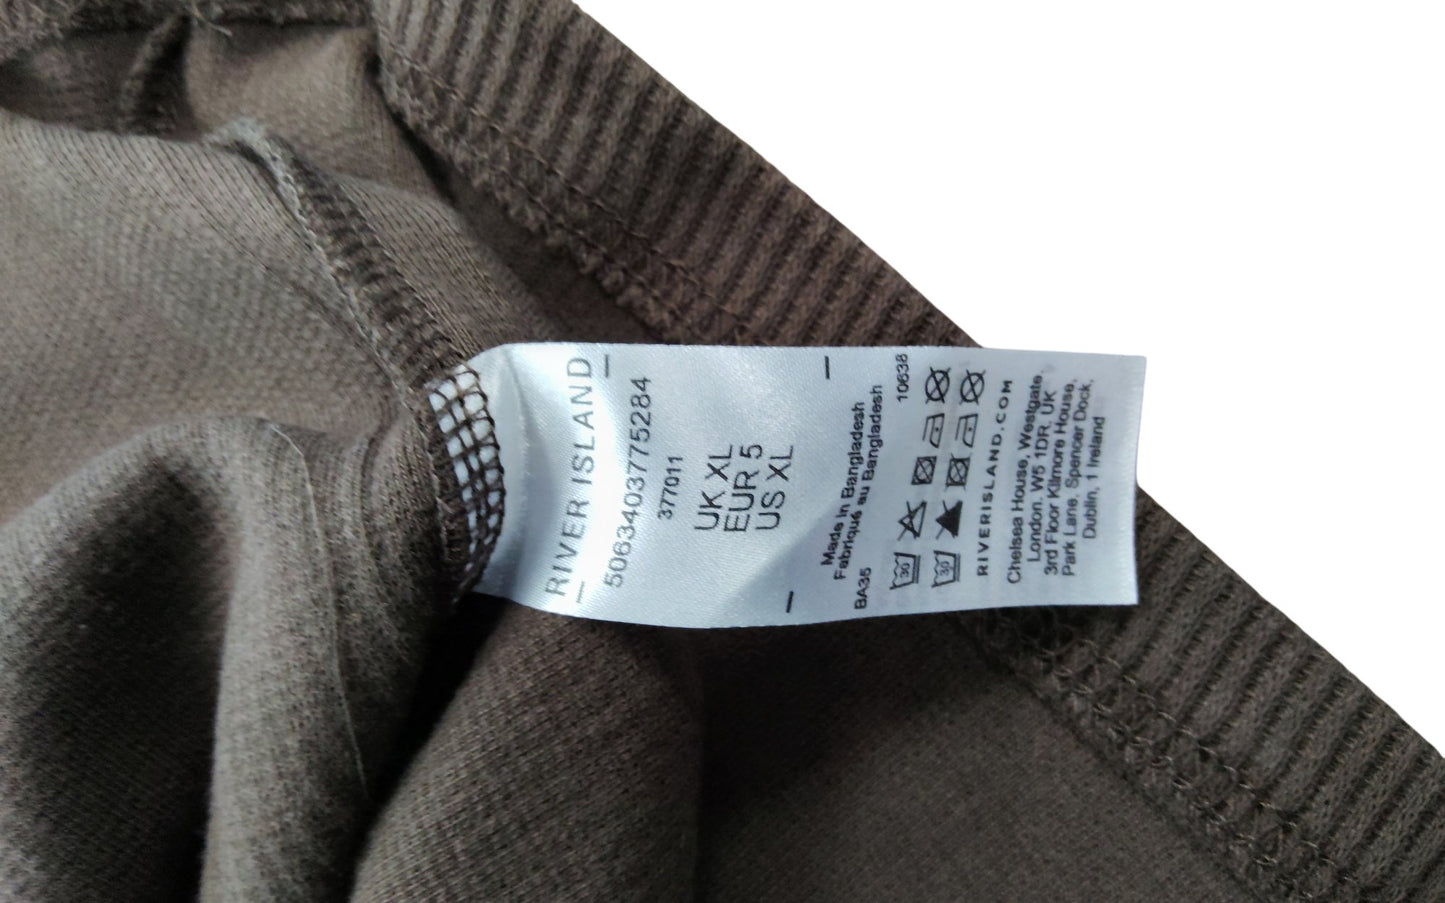 RIVER ISLAND
5063403775284
377011
UK XL
EUR 5
US XL
Made in Bangladesh
Fabriqué au Bangladesh
BA35
10638
30
30
RIVERISLAND.COM
Chelsea House, Westgate,
London. W5 1DR, UK
3rd Floor Kilmore House,
Park Lane, Spencer Dock,
Dublin, 1 Ireland